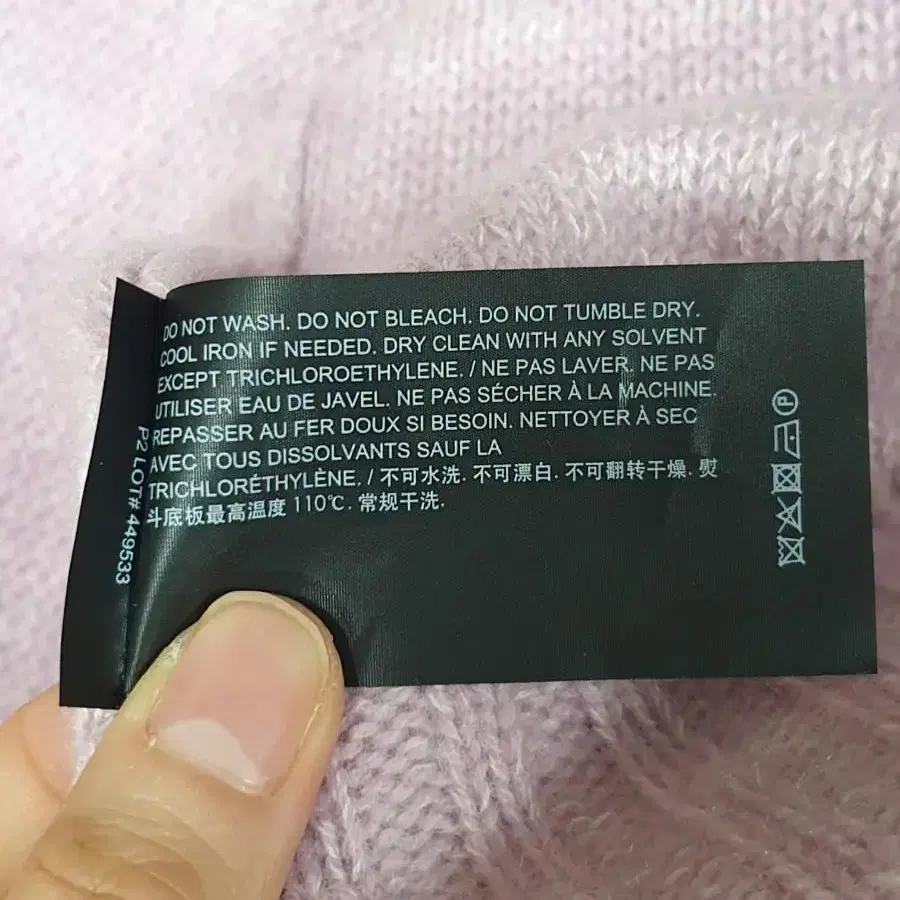 DO NOT WASH. DO NOT BLEACH. DO NOT TUMBLE DRY.
COOL IRON IF NEEDED. DRY CLEAN WITH ANY SOLVENT
EXCEPT TRICHLOROETHYLENE. / NE PAS LAVER. NE PAS
UTILISER EAU DE JAVEL. NE PAS SÉCHER À LA MACHINE.
REPASSER AU FER DOUX SI BESOIN. NETTOYER À SEC
AVEC TOUS DISSOLVANTS SAUF LA
TRICHLORÉTHYLÈNE. / 不可水洗. 不可漂白. 不可翻转干燥. 熨
斗底板最高温度 110℃. 常规干洗.
P2 LOT# 449533
P